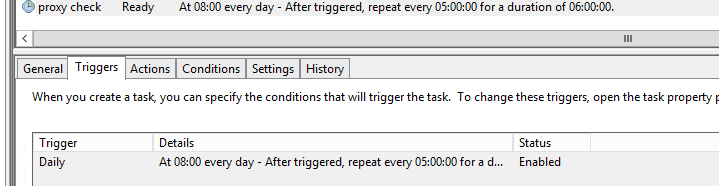 proxy check Ready At 08:00 every day - After triggered, repeat every 05:00:00 for a duration of 06:00:00.
General Triggers Actions Conditions Settings History
When you create a task, you can specify the conditions that will trigger the task. To change these triggers, open the task property p
Trigger Details Status
Daily At 08:00 every day - After triggered, repeat every 05:00:00 for a d... Enabled